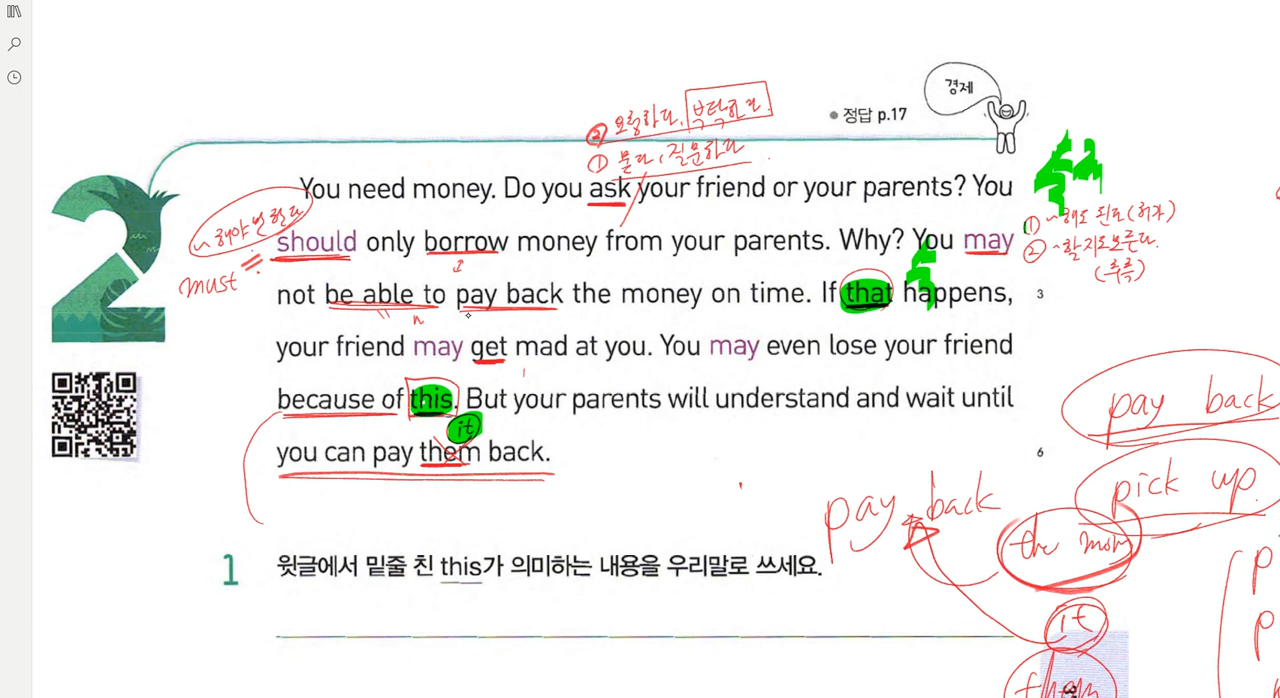 경제
② 요청하다, 부탁하다.
● 정답 p.17
① 묻다, 질문하다
2
You need money. Do you ask your friend or your parents? You
~해야만 한다
① ~해도 된다(허가)
should only borrow money from your parents. Why? You may
② ~할지도 모른다.
(추측)
must =
not be able to pay back the money on time. If that happens,
3
n
your friend may get mad at you. You may even lose your friend
because of this. But your parents will understand and wait until
pay back
it
you can pay them back.
6
pick up
pay back
the mon
1 윗글에서 밑줄 친 this가 의미하는 내용을 우리말로 쓰세요.
p
it
p
them